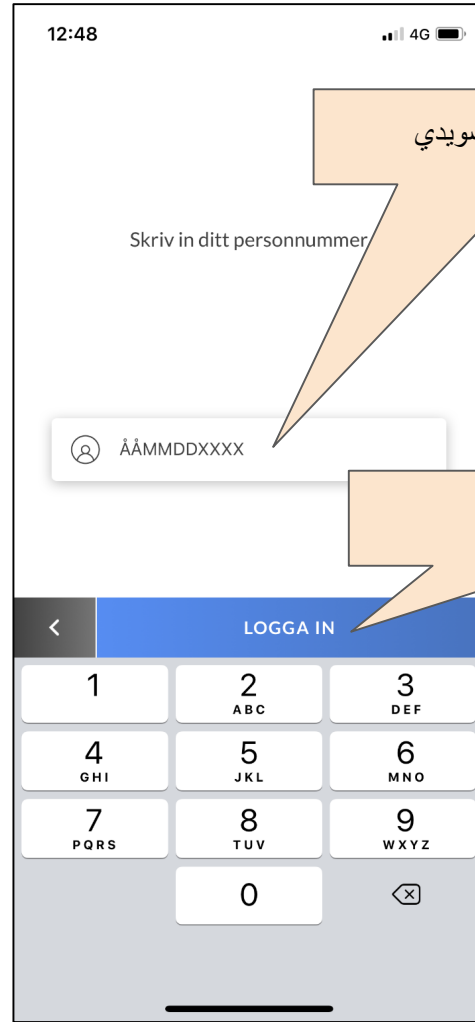 12:48
4G
Skriv in ditt personnummer
ÅÅMMDDXXXX
LOGGA IN
1
2
3
ABC
DEF
4
5
6
GHI
JKL
MNO
7
8
9
PQRS
TUV
WXYZ
0